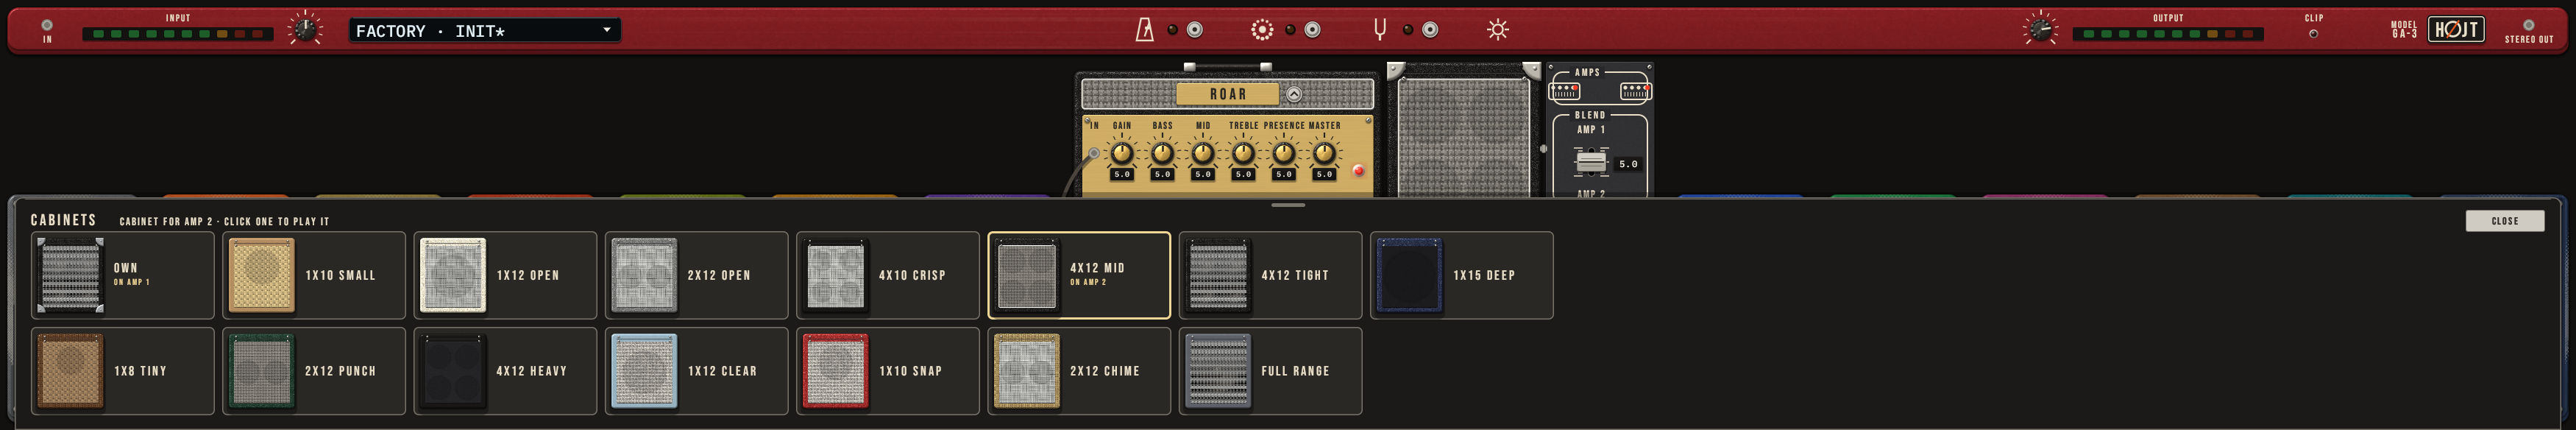 INPUT
IN
FACTORY · INIT*
OUTPUT
CLIP
MODEL
GA-3
HØJT
STEREO OUT
ROAR
IN GAIN BASS MID TREBLE PRESENCE MASTER
5.0 5.0 5.0 5.0 5.0 5.0
AMPS
BLEND
AMP 1
5.0
AMP 2
CABINETS
CABINET FOR AMP 2 - CLICK ONE TO PLAY IT
CLOSE
OWN
ON AMP 1
1X10 SMALL
1X12 OPEN
2X12 OPEN
4X10 CRISP
4X12 MID
ON AMP 2
4X12 TIGHT
1X15 DEEP
1X8 TINY
2X12 PUNCH
4X12 HEAVY
1X12 CLEAR
1X10 SNAP
2X12 CHIME
FULL RANGE